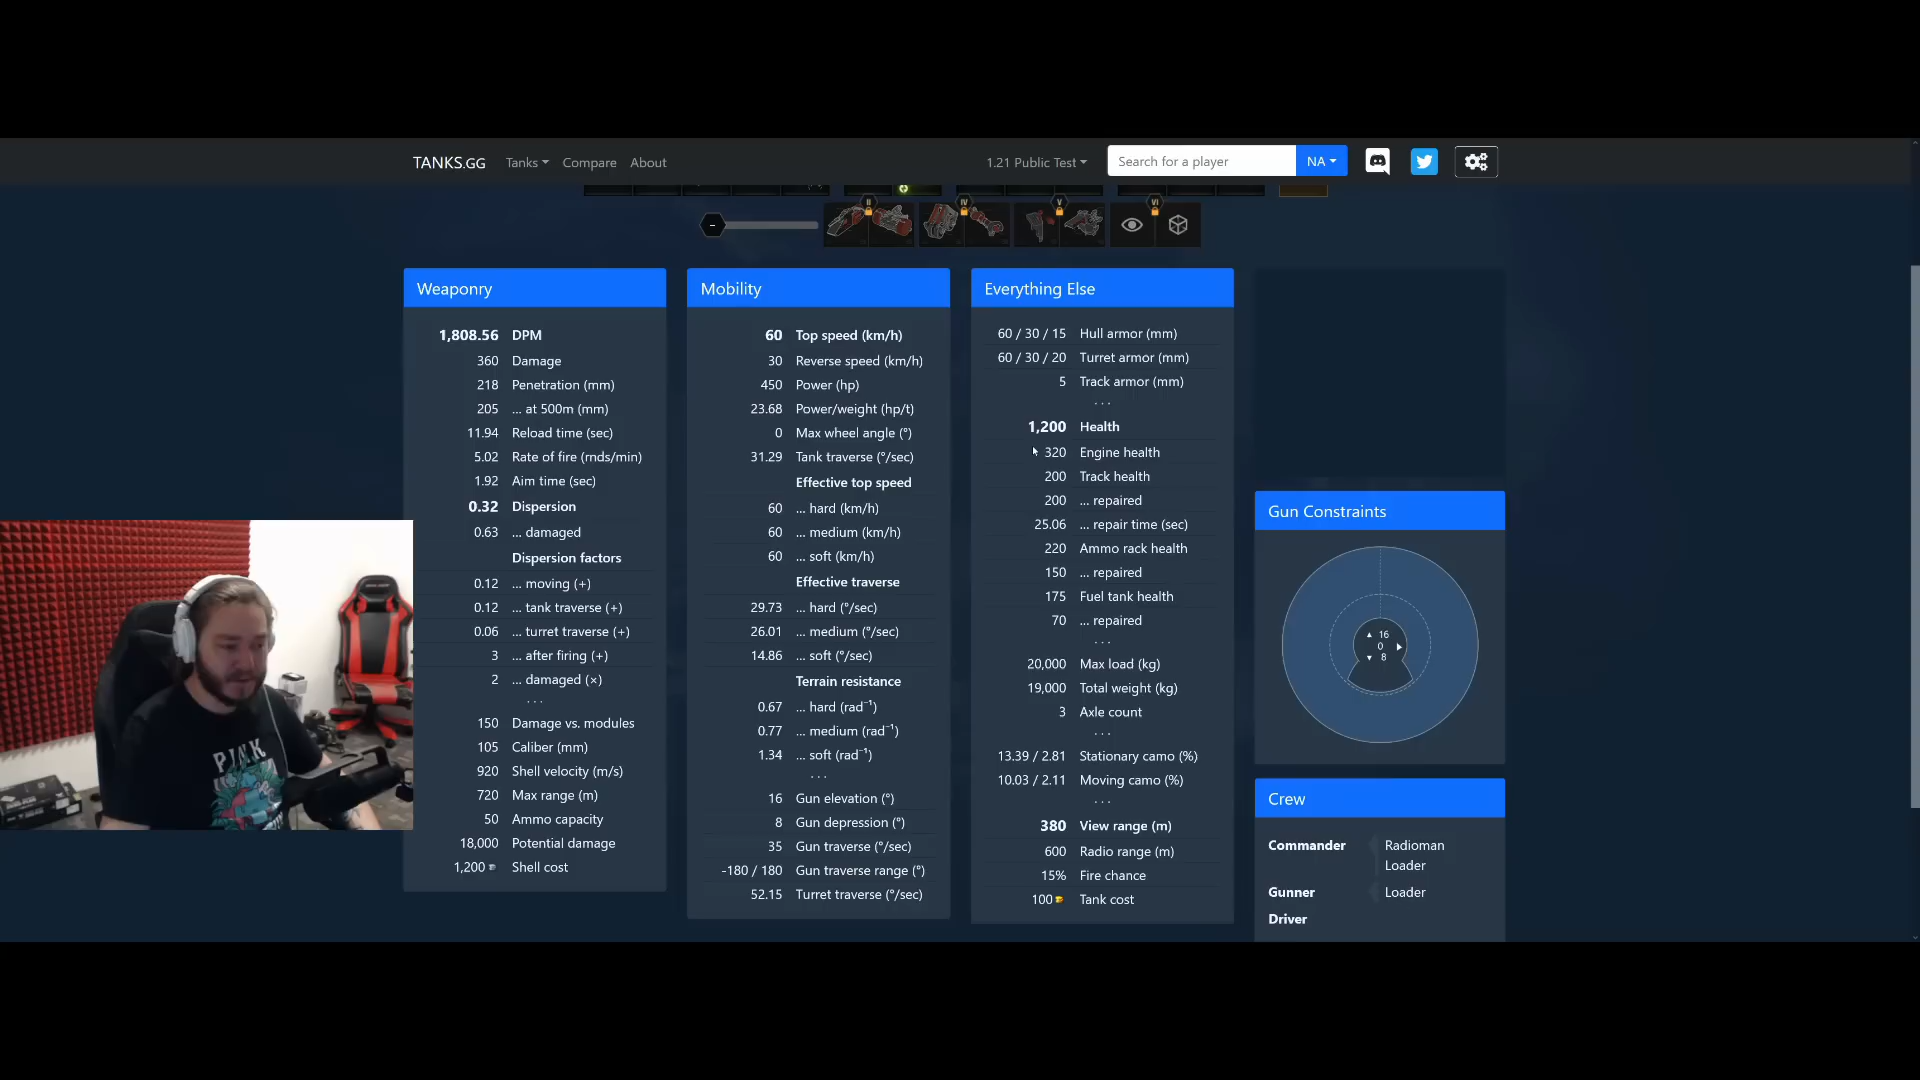 TANKS.GG Tanks Compare About 1.21 Public Test Search for a player NA
II IV V VI
-
Weaponry
1,808.56 DPM
360 Damage
218 Penetration (mm)
205 ... at 500m (mm)
11.94 Reload time (sec)
5.02 Rate of fire (rnds/min)
1.92 Aim time (sec)
0.32 Dispersion
0.63 ... damaged
Dispersion factors
0.12 ... moving (+)
0.12 ... tank traverse (+)
0.06 ... turret traverse (+)
3 ... after firing (+)
2 ... damaged (×)
...
150 Damage vs. modules
105 Caliber (mm)
920 Shell velocity (m/s)
720 Max range (m)
50 Ammo capacity
18,000 Potential damage
1,200 Shell cost
Mobility
60 Top speed (km/h)
30 Reverse speed (km/h)
450 Power (hp)
23.68 Power/weight (hp/t)
0 Max wheel angle (°)
31.29 Tank traverse (°/sec)
Effective top speed
60 ... hard (km/h)
60 ... medium (km/h)
60 ... soft (km/h)
Effective traverse
29.73 ... hard (°/sec)
26.01 ... medium (°/sec)
14.86 ... soft (°/sec)
Terrain resistance
0.67 ... hard (rad⁻¹)
0.77 ... medium (rad⁻¹)
1.34 ... soft (rad⁻¹)
...
16 Gun elevation (°)
8 Gun depression (°)
35 Gun traverse (°/sec)
-180 / 180 Gun traverse range (°)
52.15 Turret traverse (°/sec)
Everything Else
60 / 30 / 15 Hull armor (mm)
60 / 30 / 20 Turret armor (mm)
5 Track armor (mm)
...
1,200 Health
320 Engine health
200 Track health
200 ... repaired
25.06 ... repair time (sec)
220 Ammo rack health
150 ... repaired
175 Fuel tank health
70 ... repaired
...
20,000 Max load (kg)
19,000 Total weight (kg)
3 Axle count
...
13.39 / 2.81 Stationary camo (%)
10.03 / 2.11 Moving camo (%)
...
380 View range (m)
600 Radio range (m)
15% Fire chance
100 Tank cost
Gun Constraints
▲ 16
0 ▶
▼ 8
Crew
Commander Radioman
Loader
Gunner Loader
Driver